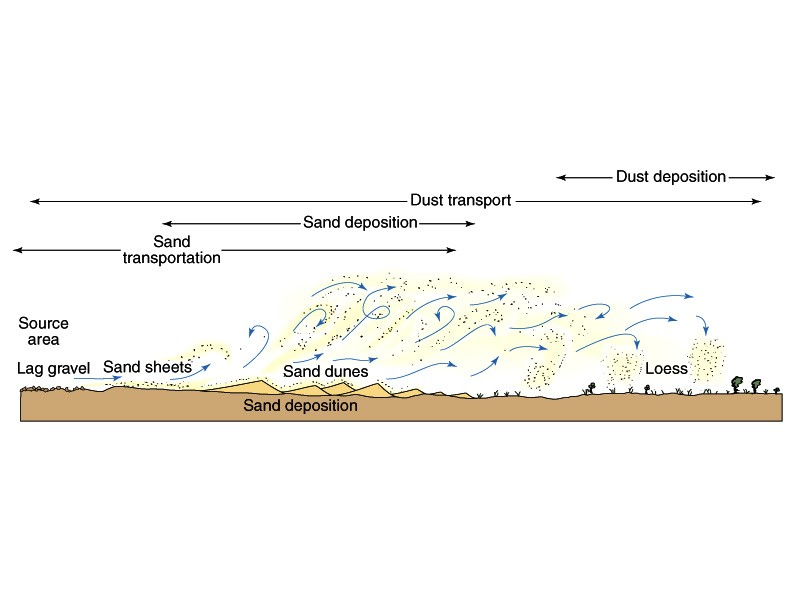 Dust deposition
Dust transport
Sand deposition
Sand
transportation
Source
area
Lag gravel
Sand sheets
Sand dunes
Loess
Sand deposition